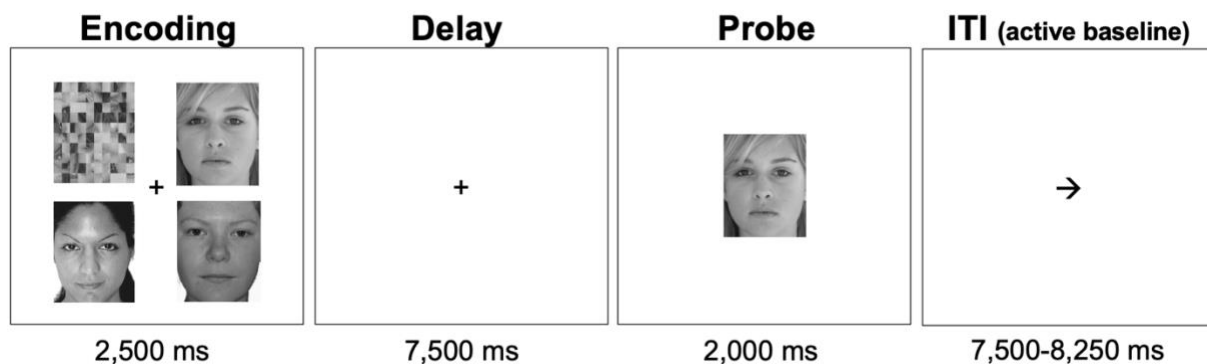 Encoding Delay Probe ITI (active baseline)
2,500 ms 7,500 ms 2,000 ms 7,500-8,250 ms